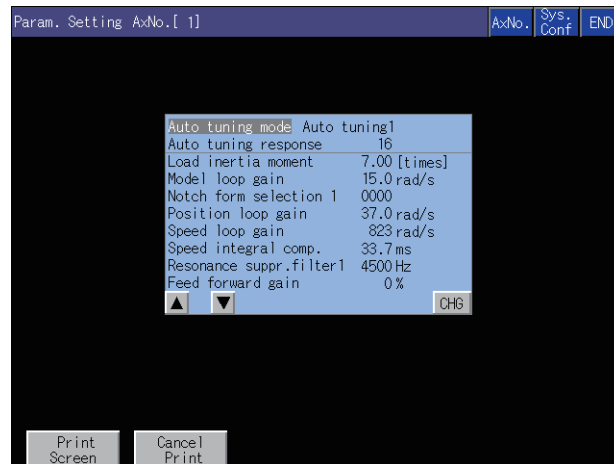 Param. Setting AxNo.[ 1]
AxNo.
Sys. Conf
END
Auto tuning mode Auto tuning1
Auto tuning response 16
Load inertia moment 7.00 [times]
Model loop gain 15.0 rad/s
Notch form selection 1 0000
Position loop gain 37.0 rad/s
Speed loop gain 823 rad/s
Speed integral comp. 33.7 ms
Resonance suppr.filter1 4500 Hz
Feed forward gain 0 %
▲ ▼ CHG
Print Screen
Cancel Print